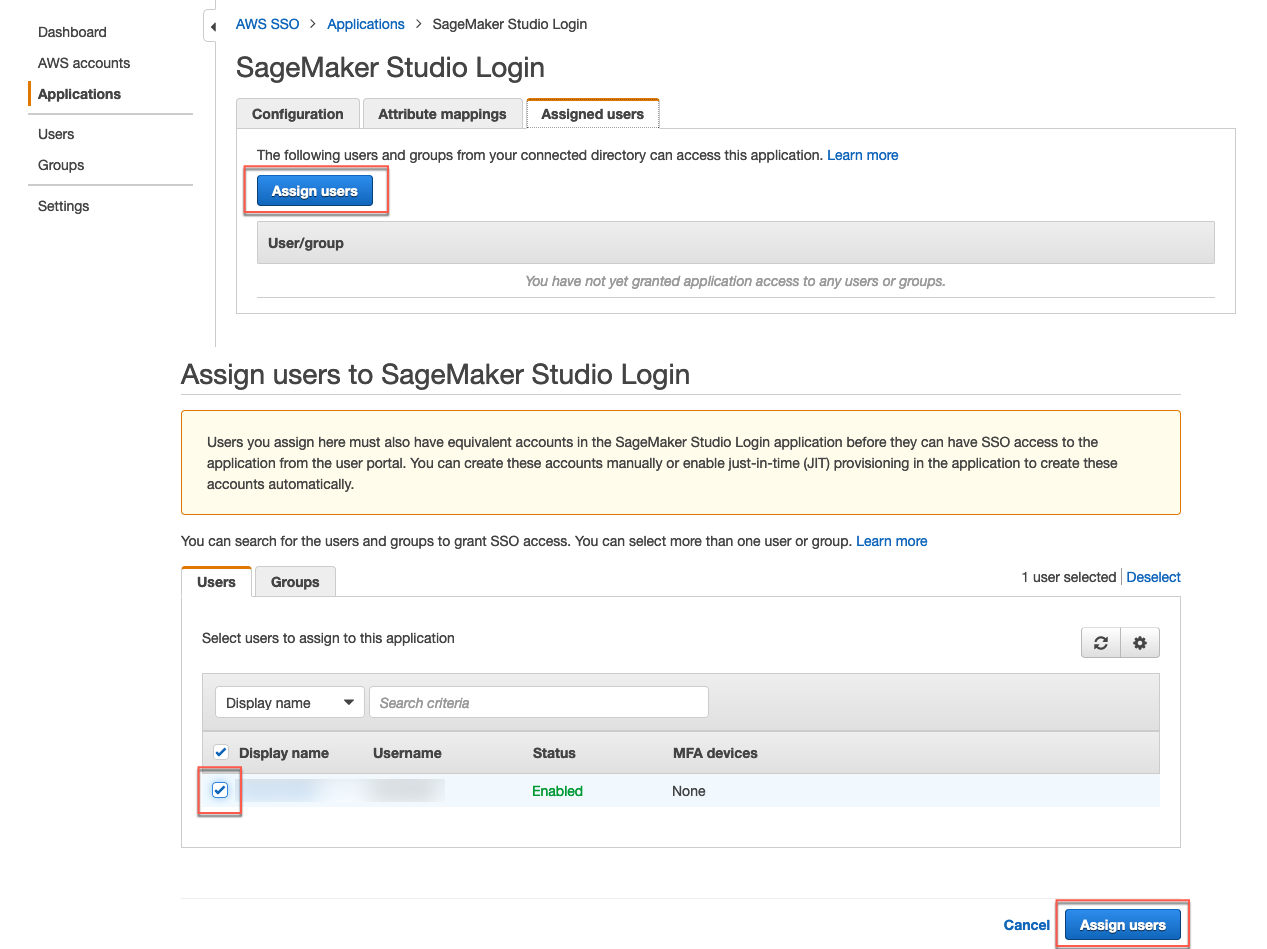 Dashboard
AWS accounts
Applications
Users
Groups
Settings
AWS SSO > Applications > SageMaker Studio Login
SageMaker Studio Login
Configuration
Attribute mappings
Assigned users
The following users and groups from your connected directory can access this application. Learn more
Assign users
User/group
You have not yet granted application access to any users or groups.
Assign users to SageMaker Studio Login
Users you assign here must also have equivalent accounts in the SageMaker Studio Login application before they can have SSO access to the
application from the user portal. You can create these accounts manually or enable just-in-time (JIT) provisioning in the application to create these
accounts automatically.
You can search for the users and groups to grant SSO access. You can select more than one user or group. Learn more
Users
Groups
1 user selected | Deselect
Select users to assign to this application
Display name
Search criteria
Display name Username Status MFA devices
Enabled None
Cancel
Assign users